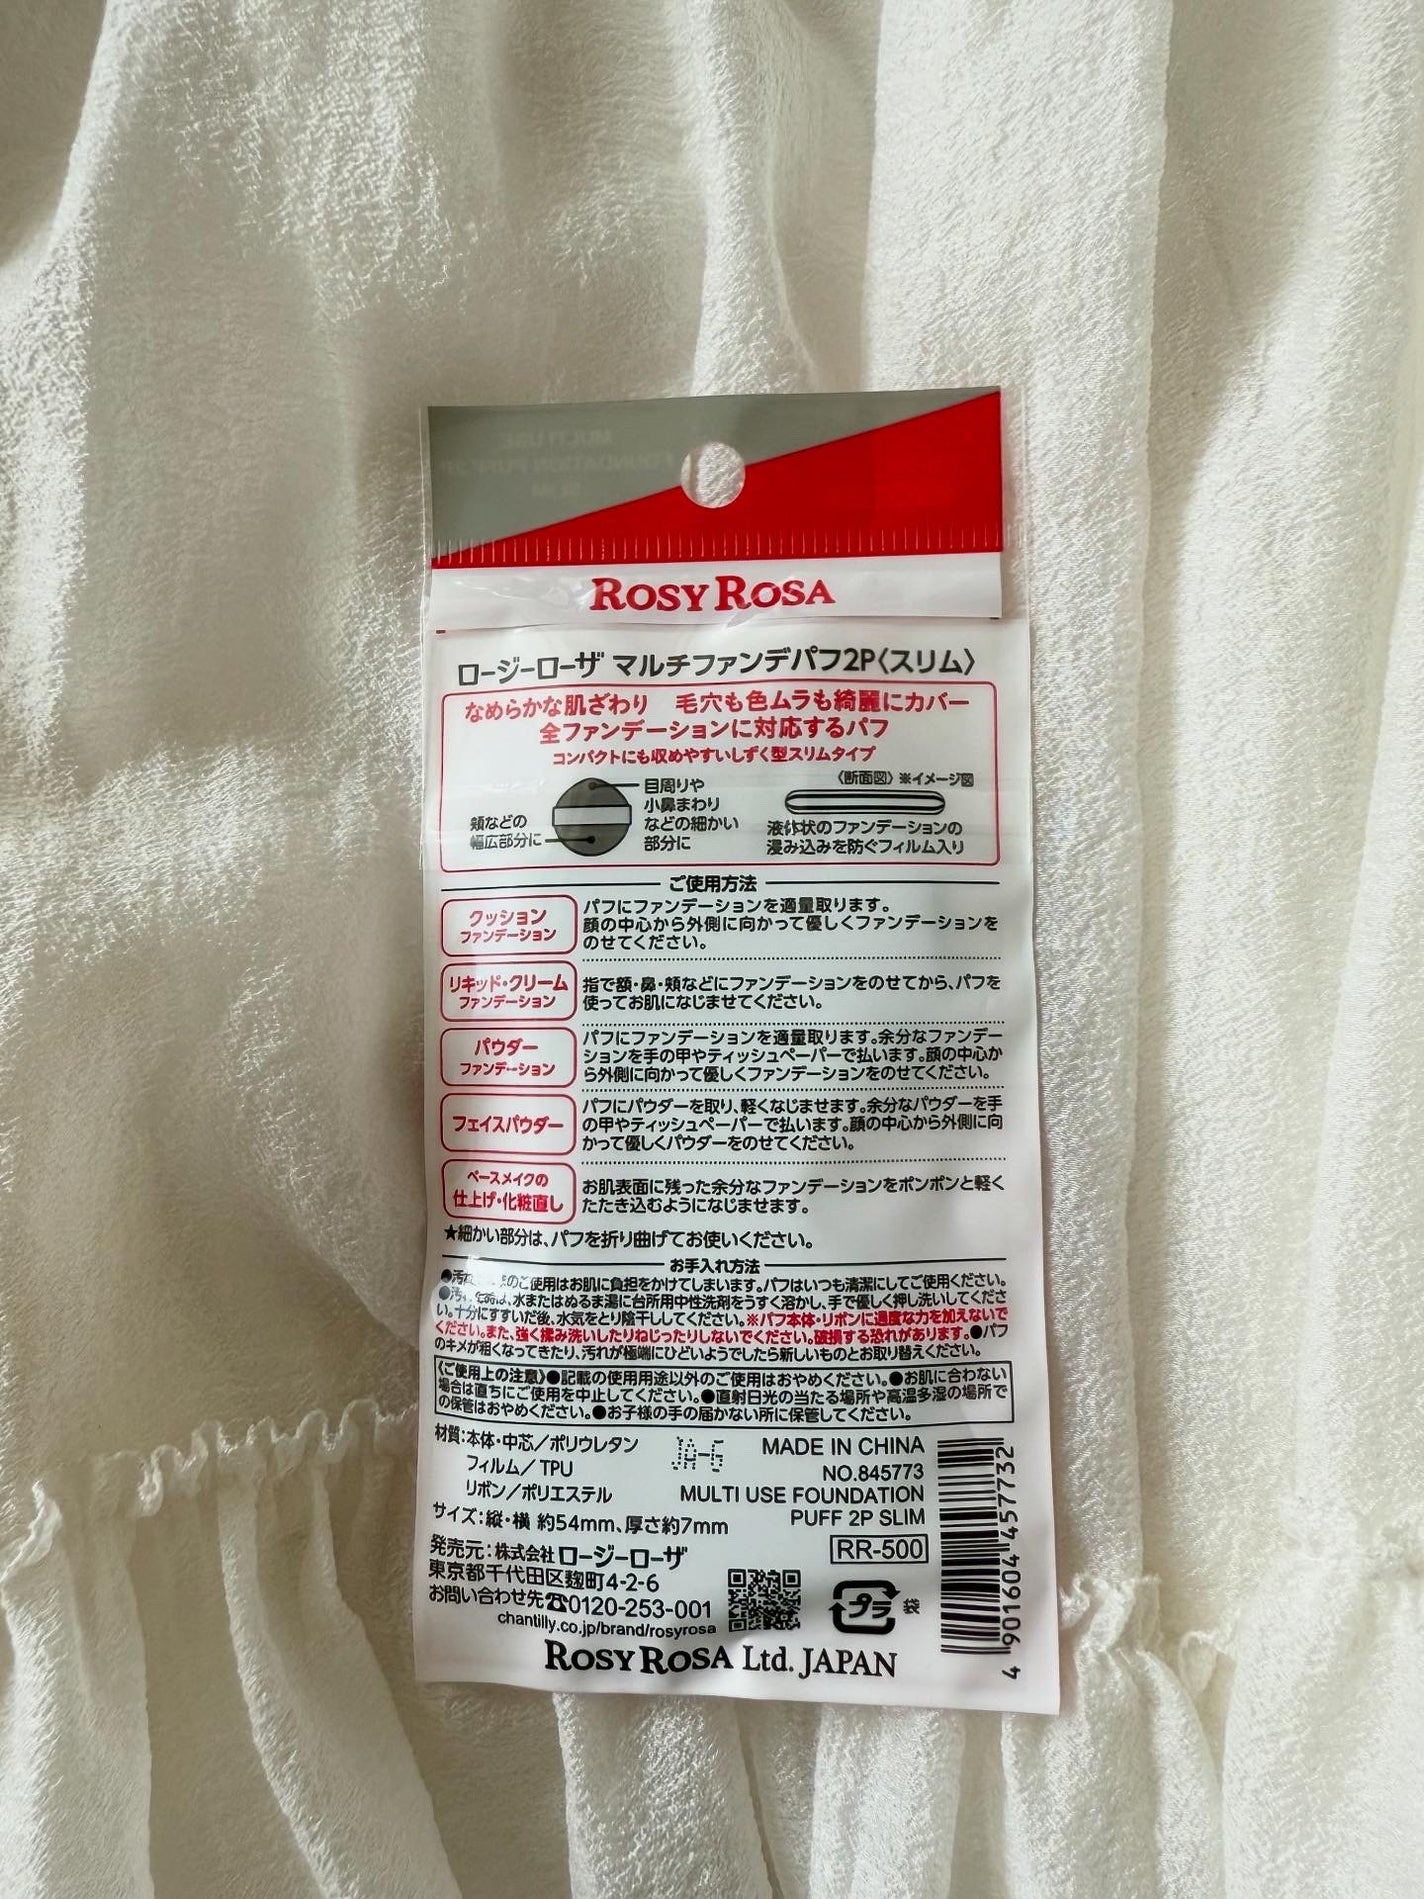 ROSY ROSA
ロージーローザ マルチファンデパフ2P〈スリム〉
なめらかな肌ざわり 毛穴も色ムラも綺麗にカバー
全ファンデーションに対応するパフ
コンパクトにも収めやすいしずく型スリムタイプ
目周りや
小鼻まわり
などの細かい
部分に
頬などの
幅広部分に
〈断面図〉※イメージ図
液体状のファンデーションの
浸み込みを防ぐフィルム入り
ご使用方法
クッション
ファンデーション
パフにファンデーションを適量取ります。
顔の中心から外側に向かって優しくファンデーションを
のせてください。
リキッド・クリーム
ファンデーション
指で額・鼻・頬などにファンデーションをのせてから、パフを
使ってお肌になじませてください。
パウダー
ファンデーション
パフにファンデーションを適量取ります。余分なファンデー
ションを手の甲やティッシュペーパーで払います。顔の中心か
ら外側に向かって優しくファンデーションをのせてください。
フェイスパウダー
パフにパウダーを取り、軽くなじませます。余分なパウダーを手
の甲やティッシュペーパーで払います。顔の中心から外側に向
かって優しくパウダーをのせてください。
ベースメイクの
仕上げ・化粧直し
お肌表面に残った余分なファンデーションをポンポンと軽く
たたき込むようになじませます。
★細かい部分は、パフを折り曲げてお使いください。
お手入れ方法
のご使用はお肌に負担をかけてしまいます。パフはいつも清潔にしてご使用ください。
水またはぬるま湯に台所用中性洗剤をうすく溶かし、手で優しく押し洗いしてくださ
い。十分にすすいだ後、水気をとり陰干ししてください。※パフ本体・リボンに過度な力を加えないで
ください。また、強く揉み洗いしたりねじったりしないでください。破損する恐れがあります。●パフ
のキメが粗くなってきたり、汚れが極端にひどいようでしたら新しいものとお取り替えください。
《ご使用上の注意》●記載の使用用途以外のご使用はおやめください。●お肌に合わない
場合は直ちにご使用を中止してください。●直射日光の当たる場所や高温多湿の場所で
の保管はおやめください。●お子様の手の届かない所に保管してください。
材質：本体・中芯／ポリウレタン
フィルム／TPU
リボン／ポリエステル
サイズ：縦・横 約54mm、厚さ約7mm
JA-G
MADE IN CHINA
NO.845773
MULTI USE FOUNDATION
PUFF 2P SLIM
RR-500
発売元：株式会社ロージーローザ
東京都千代田区麹町4-2-6
お問い合わせ先☎0120-253-001
chantilly.co.jp/brand/rosyrosa
プラ 袋
4 901604 457732
ROSY ROSA Ltd. JAPAN